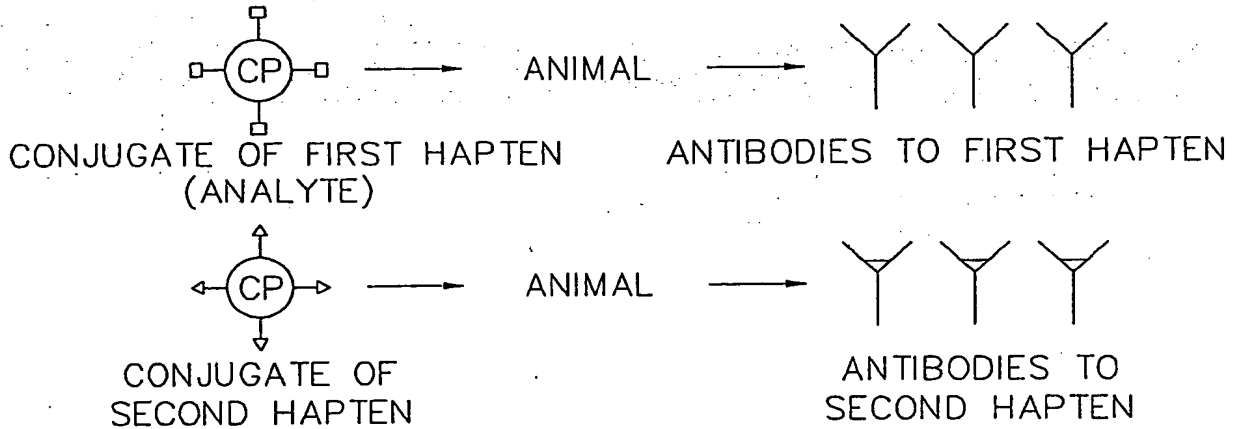 CP
ANIMAL
CONJUGATE OF FIRST HAPTEN
(ANALYTE)
ANTIBODIES TO FIRST HAPTEN
CP
ANIMAL
CONJUGATE OF
SECOND HAPTEN
ANTIBODIES TO
SECOND HAPTEN